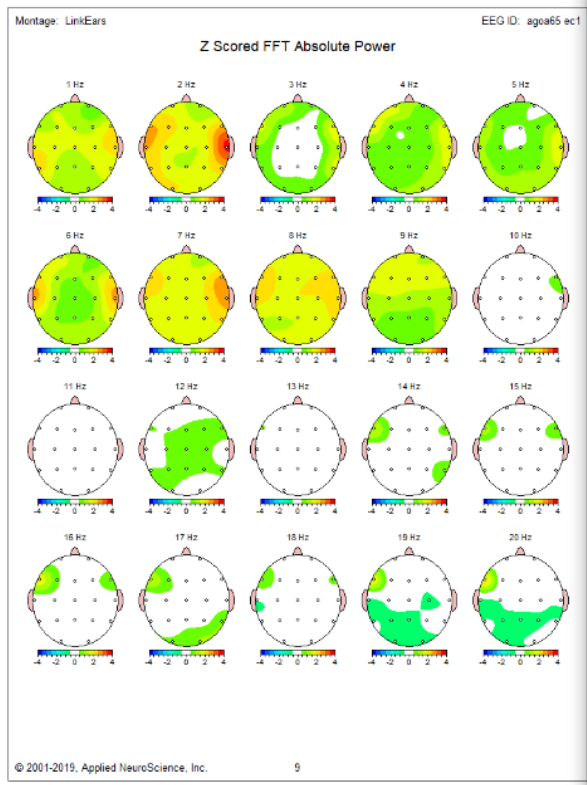 Montage: LinkEars EEG ID: agoa65 ec1
Z Scored FFT Absolute Power
1 Hz 2 Hz 3 Hz 4 Hz 5 Hz
-4 -2 0 2 4 -4 -2 0 2 4 -4 -2 0 2 4 -4 -2 0 2 4 -4 -2 0 2 4
6 Hz 7 Hz 8 Hz 9 Hz 10 Hz
-4 -2 0 2 4 -4 -2 0 2 4 -4 -2 0 2 4 -4 -2 0 2 4 -4 -2 0 2 4
11 Hz 12 Hz 13 Hz 14 Hz 15 Hz
-4 -2 0 2 4 -4 -2 0 2 4 -4 -2 0 2 4 -4 -2 0 2 4 -4 -2 0 2 4
16 Hz 17 Hz 18 Hz 19 Hz 20 Hz
-4 -2 0 2 4 -4 -2 0 2 4 -4 -2 0 2 4 -4 -2 0 2 4 -4 -2 0 2 4
© 2001-2019, Applied NeuroScience, Inc. 9